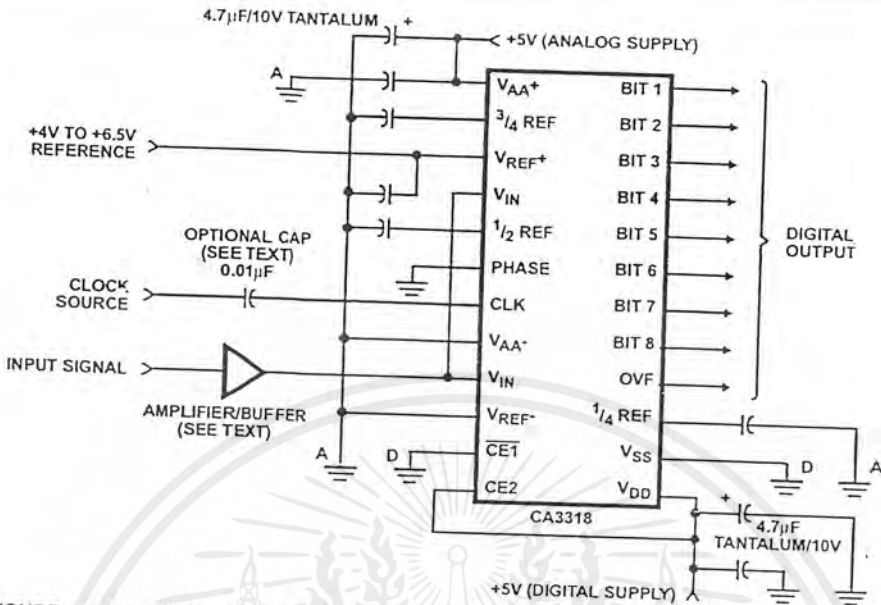 4.7µF/10V TANTALUM
+
+5V (ANALOG SUPPLY)
A
+4V TO +6.5V
REFERENCE
OPTIONAL CAP
(SEE TEXT)
0.01µF
CLOCK
SOURCE
INPUT SIGNAL
AMPLIFIER/BUFFER
(SEE TEXT)
A
D
VAA+
3/4 REF
VREF+
VIN
1/2 REF
PHASE
CLK
VAA-
VIN
VREF-
CE1
CE2
BIT 1
BIT 2
BIT 3
BIT 4
BIT 5
BIT 6
BIT 7
BIT 8
OVF
1/4 REF
VSS
VDD
CA3318
DIGITAL
OUTPUT
D
A
+
4.7µF
TANTALUM/10V
+5V (DIGITAL SUPPLY)